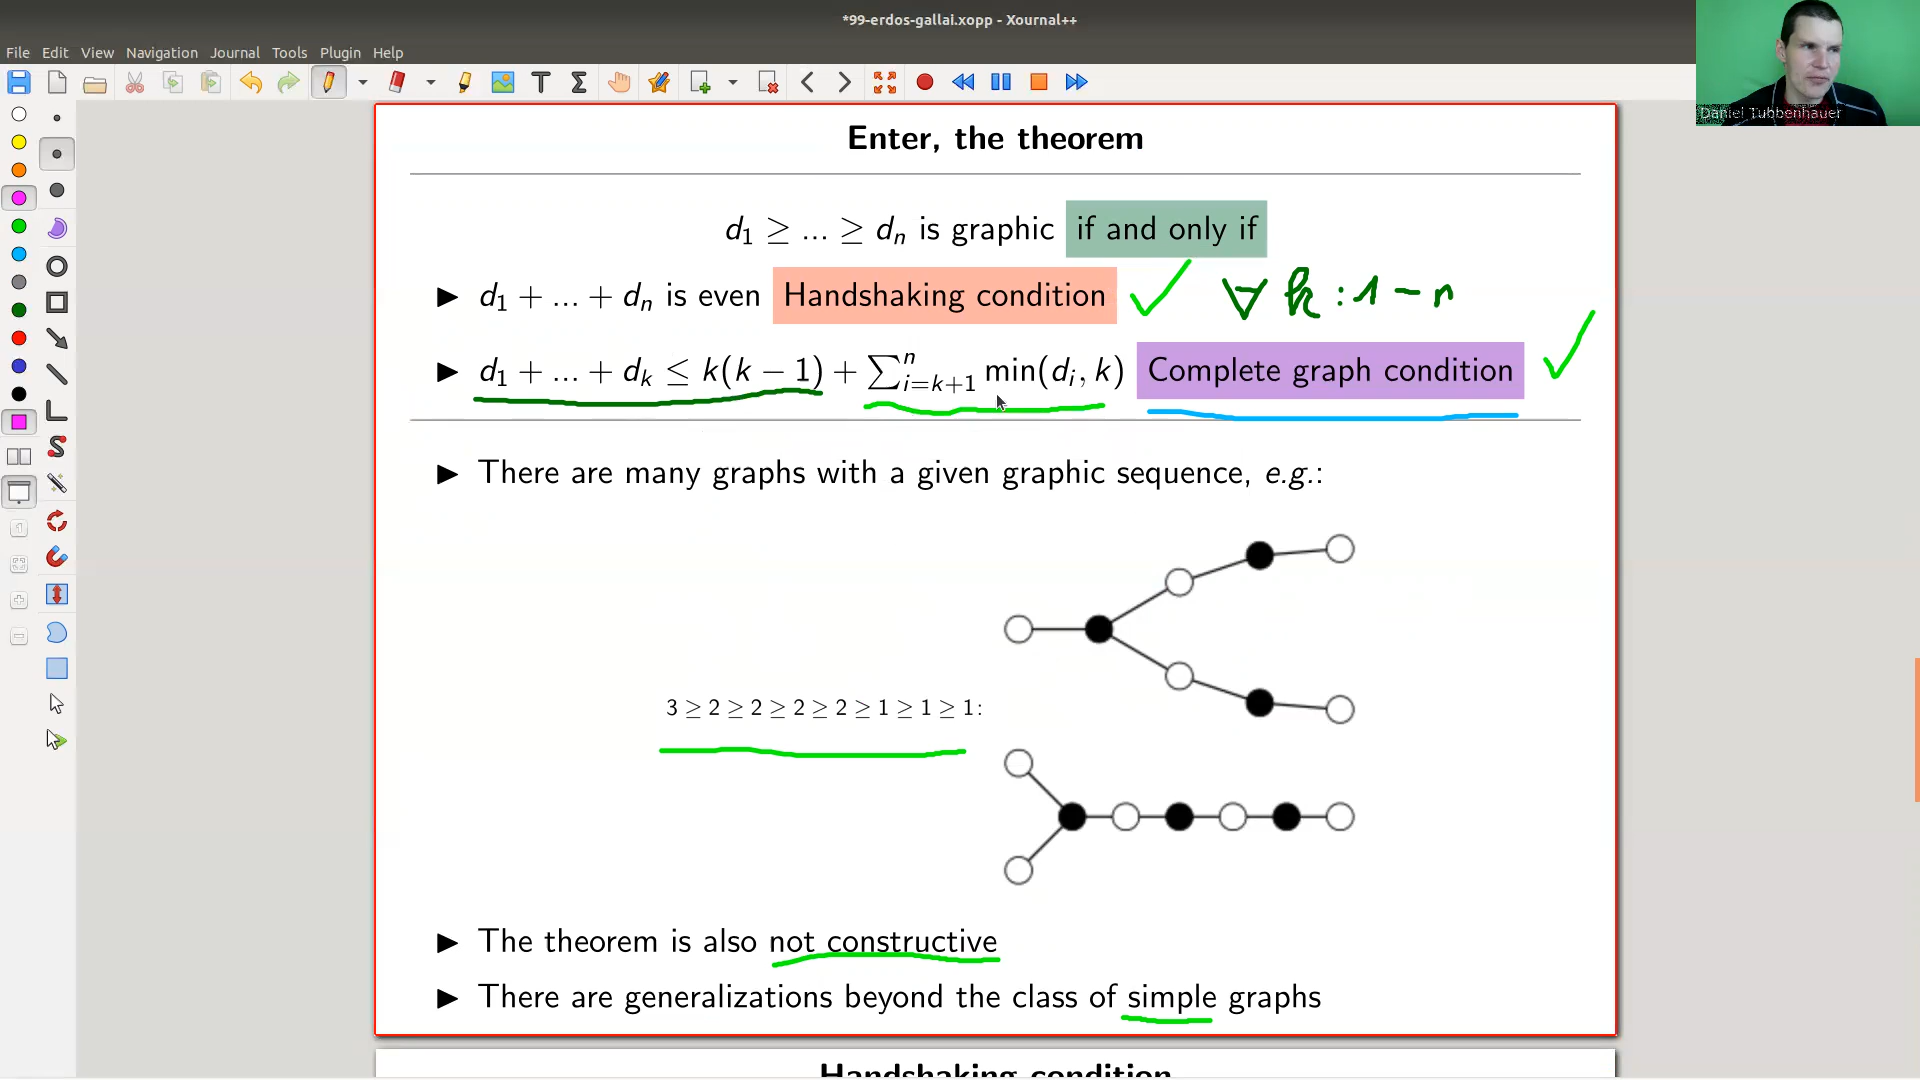 *99-erdos-gallai.xopp - Xournal++
File Edit View Navigation Journal Tools Plugin Help
Daniel Tubbenhauer
Enter, the theorem
d₁ ≥ ... ≥ dₙ is graphic if and only if
▶ d₁ + ... + dₙ is even Handshaking condition ✓ ∀ k : 1 – n
▶ d₁ + ... + dₖ ≤ k(k − 1) + ∑ⁿᵢ₌ₖ₊₁ min(dᵢ, k) Complete graph condition ✓
▶ There are many graphs with a given graphic sequence, e.g.:
3 ≥ 2 ≥ 2 ≥ 2 ≥ 2 ≥ 1 ≥ 1 ≥ 1:
▶ The theorem is also not constructive
▶ There are generalizations beyond the class of simple graphs
Handshaking condition